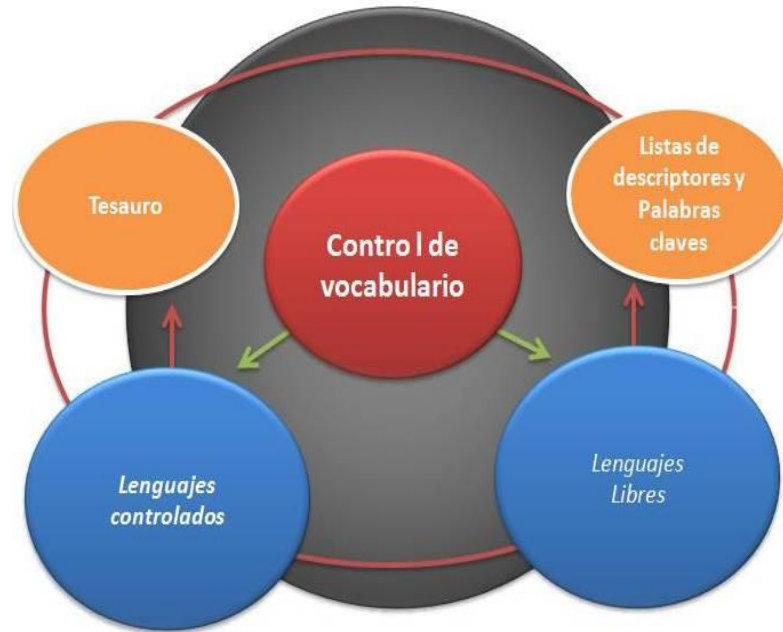 Tesauro
Listas de
descriptores y
Palabras
claves
Contro l de
vocabulario
Lenguajes
controlados
Lenguajes
Libres